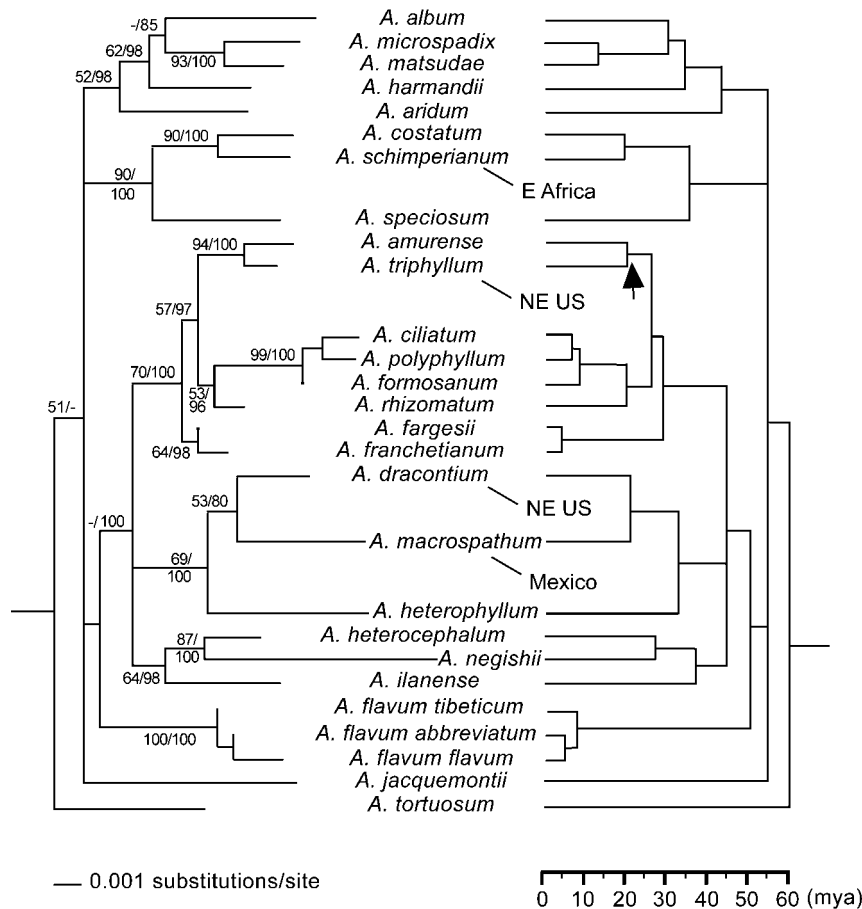 A. album
-/85
A. microspadix
62/98
93/100
A. matsudae
52/98
A. harmandii
A. aridum
90/100
A. costatum
A. schimperianum
90/
100
E Africa
A. speciosum
94/100
A. amurense
A. triphyllum
NE US
57/97
A. ciliatum
99/100
A. polyphyllum
70/100
A. formosanum
53/
96
A. rhizomatum
51/-
A. fargesii
64/98
A. franchetianum
A. dracontium
53/80
NE US
-/100
A. macrospathum
69/
100
Mexico
A. heterophyllum
A. heterocephalum
87/
100
A. negishii
64/98
A. ilanense
A. flavum tibeticum
A. flavum abbreviatum
100/100
A. flavum flavum
A. jacquemontii
A. tortuosum
0.001 substitutions/site
0 10 20 30 40 50 60 (mya)